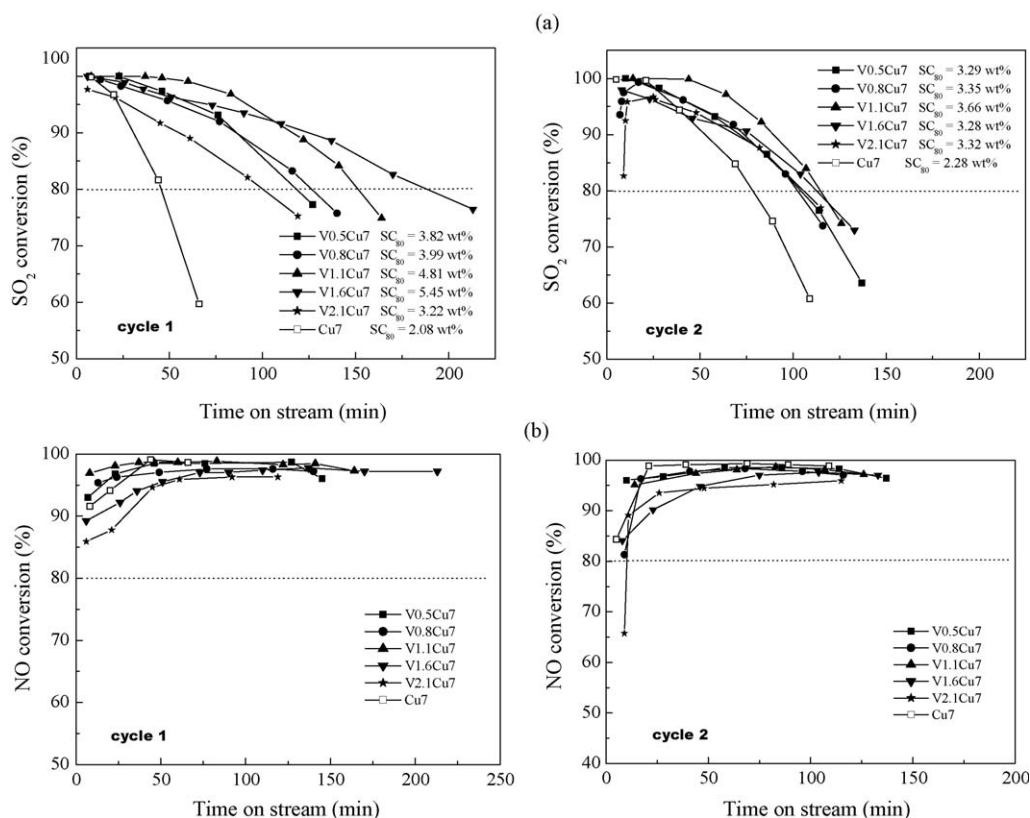 (a)
100
90
80
70
60
50
SO2 conversion (%)
V0.5Cu7 SC80 = 3.82 wt%
V0.8Cu7 SC80 = 3.99 wt%
V1.1Cu7 SC80 = 4.81 wt%
V1.6Cu7 SC80 = 5.45 wt%
V2.1Cu7 SC80 = 3.22 wt%
Cu7 SC80 = 2.08 wt%
cycle 1
0 50 100 150 200
Time on stream (min)
100
90
80
70
60
50
SO2 conversion (%)
V0.5Cu7 SC80 = 3.29 wt%
V0.8Cu7 SC80 = 3.35 wt%
V1.1Cu7 SC80 = 3.66 wt%
V1.6Cu7 SC80 = 3.28 wt%
V2.1Cu7 SC80 = 3.32 wt%
Cu7 SC80 = 2.28 wt%
cycle 2
0 50 100 150 200
Time on stream (min)
(b)
100
90
80
70
60
50
NO conversion (%)
V0.5Cu7
V0.8Cu7
V1.1Cu7
V1.6Cu7
V2.1Cu7
Cu7
cycle 1
0 50 100 150 200 250
Time on stream (min)
100
90
80
70
60
50
40
NO conversion (%)
V0.5Cu7
V0.8Cu7
V1.1Cu7
V1.6Cu7
V2.1Cu7
Cu7
cycle 2
0 50 100 150 200
Time on stream (min)